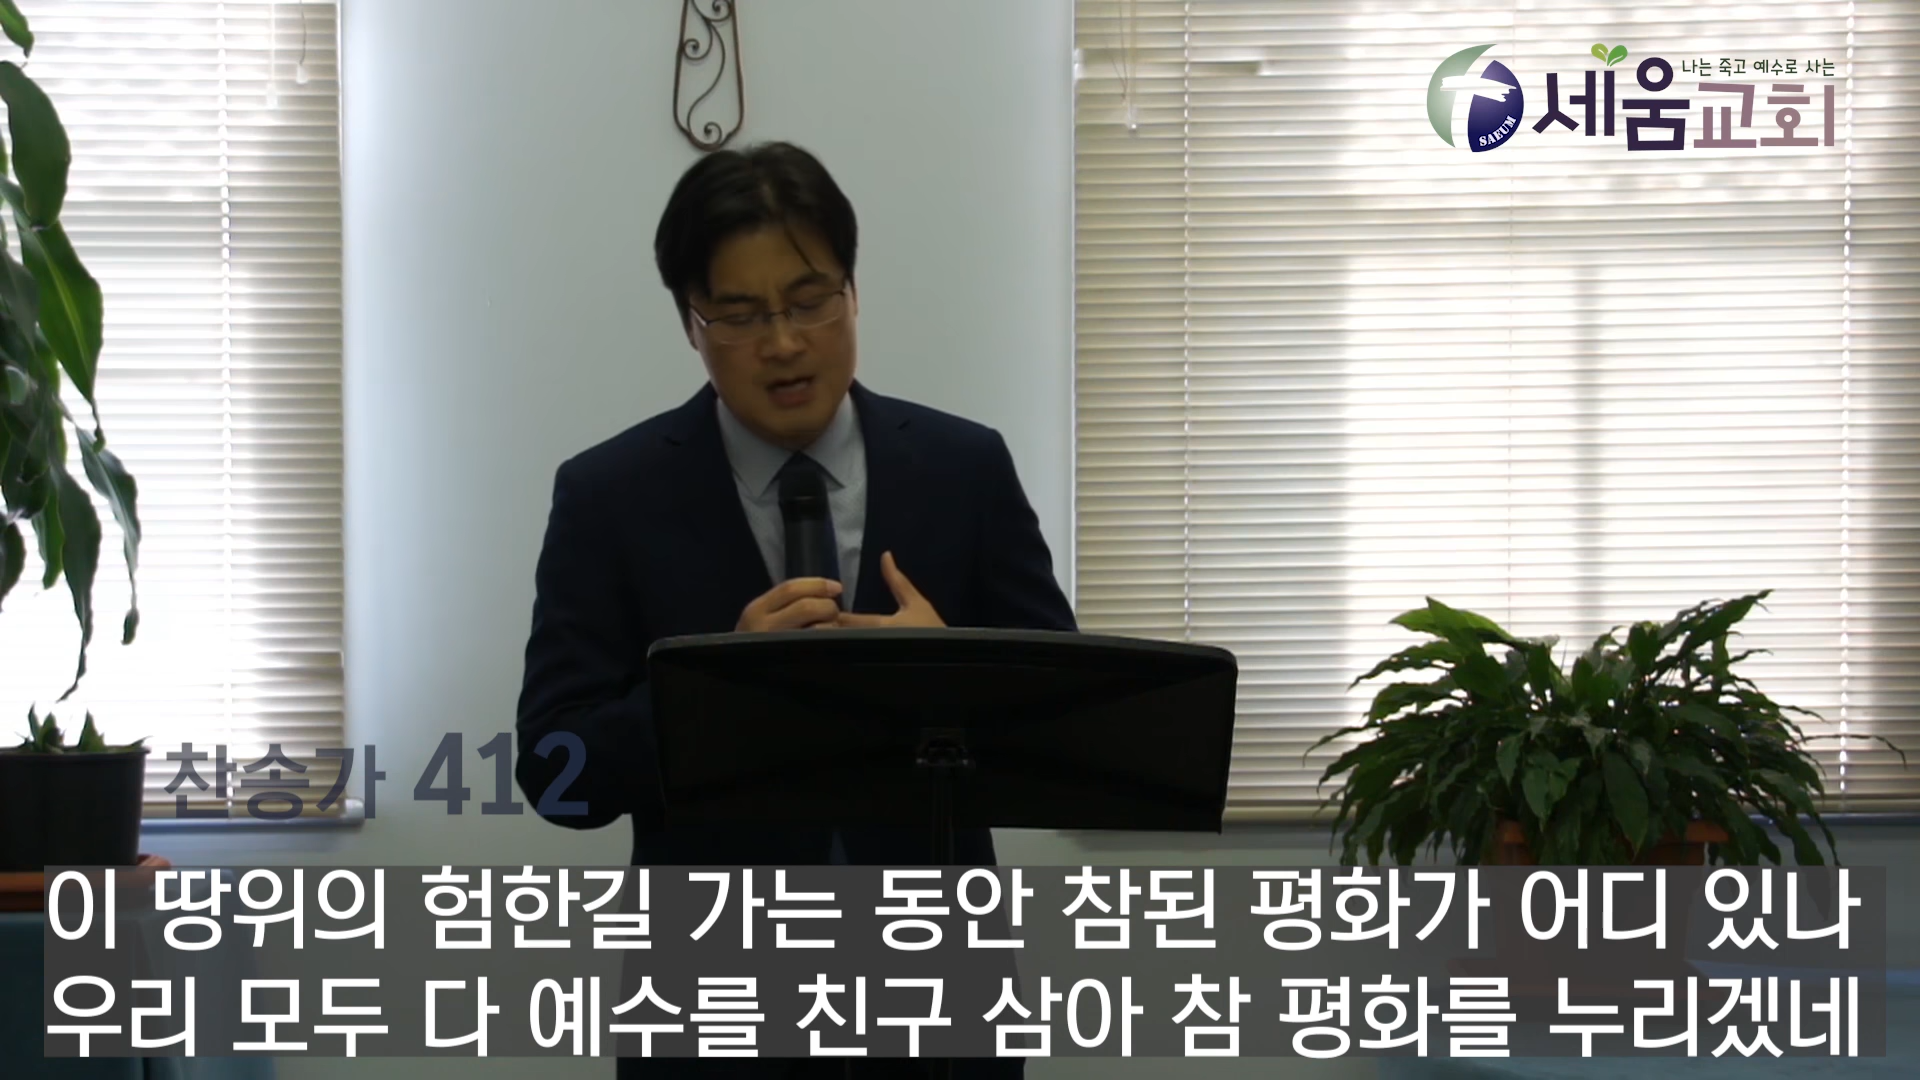 나는 죽고 예수로 사는
세움교회
SAEUM
찬송가 412
이 땅위의 험한길 가는 동안 참된 평화가 어디 있나
우리 모두 다 예수를 친구 삼아 참 평화를 누리겠네